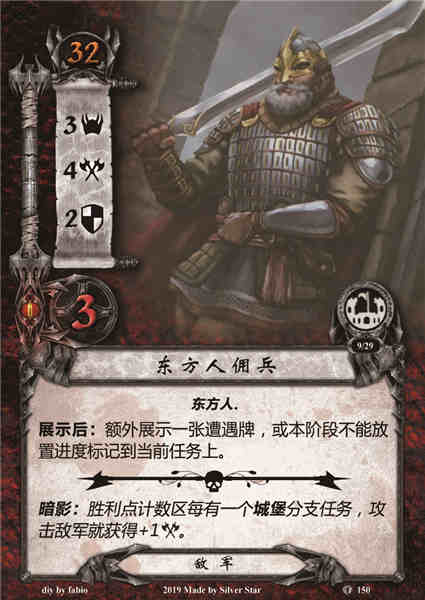 32
3
4
2
3
9/29
东方人佣兵
东方人.
展示后：额外展示一张遭遇牌，或本阶段不能放
置进度标记到当前任务上。
暗影：胜利点计数区每有一个城堡分支任务，攻
击敌军就获得+1。
敌军
diy by fabio 2019 Made by Silver Star 150